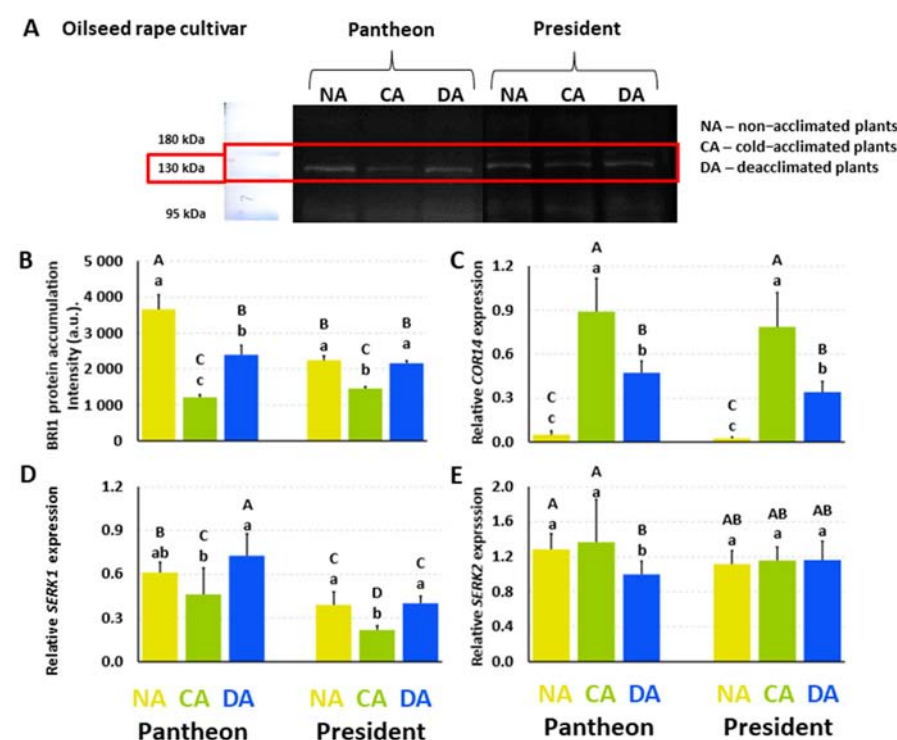 A Oilseed rape cultivar Pantheon President
NA CA DA NA CA DA
180 kDa
130 kDa
95 kDa
NA – non–acclimated plants
CA – cold–acclimated plants
DA – deacclimated plants
B
BRI1 protein accumulation
Intensity (a.u.).
5 000
4 000
3 000
2 000
1 000
0
A C B B C B
a c b a b a
C
Relative COR14 expression
1.2
0.9
0.6
0.3
0.0
C A B C A B
c a b c a b
D
Relative SERK1 expression
1.2
0.9
0.6
0.3
0.0
B C A C D C
ab b a a b a
NA CA DA NA CA DA
Pantheon President
E
Relative SERK2 exprsssion
2.0
1.6
1.2
0.8
0.4
0.0
A A B AB AB AB
a a b a a a
NA CA DA NA CA DA
Pantheon President